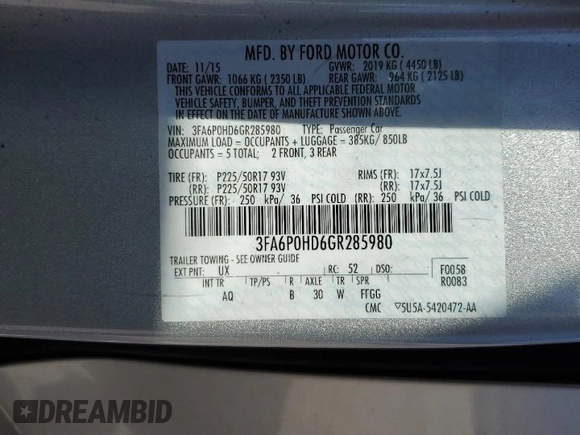 MFD. BY FORD MOTOR CO.
DATE: 11/15 GVWR: 2019 KG ( 4450 LB)
FRONT GAWR: 1066 KG ( 2350 LB) REAR GAWR: 964 KG ( 2125 LB)
THIS VEHICLE CONFORMS TO ALL APPLICABLE FEDERAL MOTOR
VEHICLE SAFETY, BUMPER, AND THEFT PREVENTION STANDARDS
IN EFFECT ON THE DATE OF MANUFACTURE SHOWN ABOVE.
VIN: 3FA6P0HD6GR285980 TYPE: Passenger Car
MAXIMUM LOAD = OCCUPANTS + LUGGAGE = 385KG/ 850LB
OCCUPANTS = 5 TOTAL; 2 FRONT, 3 REAR
TIRE (FR): P225/50R17 93V RIMS (FR): 17x7.5J
(RR): P225/50R17 93V (RR): 17x7.5J
PRESSURE (FR): 250 kPa/ 36 PSI COLD (RR): 250 kPa/ 36 PSI COLD
3FA6P0HD6GR285980
TRAILER TOWING - SEE OWNER GUIDE
EXT PNT: UX RC: 52 F0058
INT TR TP/PS R AXLE TR SPR R0083
AQ B 30 W FFGG
CMC ▽5U5A-5420472-AA
DREAMBID